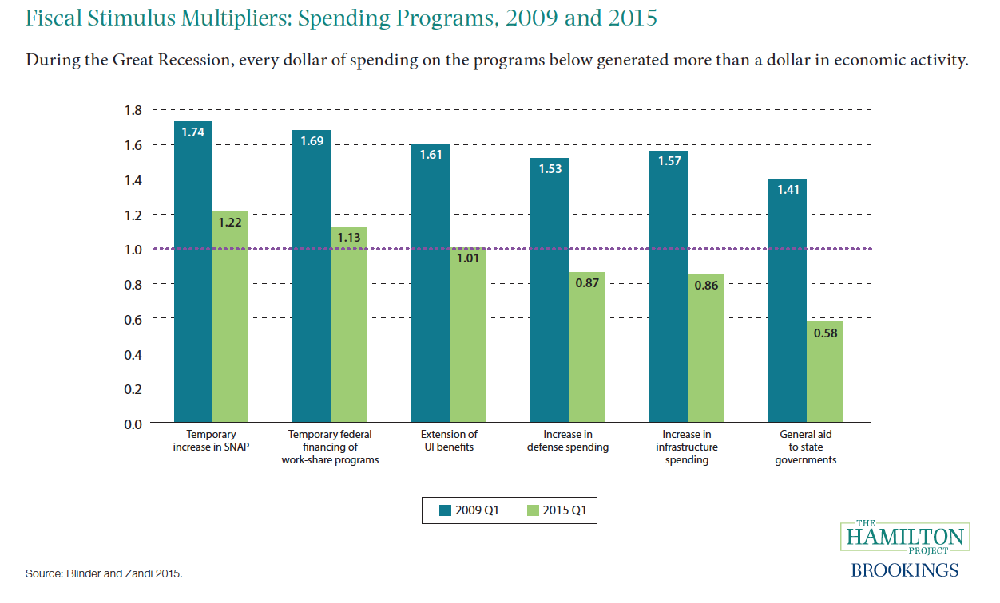 Fiscal Stimulus Multipliers: Spending Programs, 2009 and 2015
During the Great Recession, every dollar of spending on the programs below generated more than a dollar in economic activity.
1.8
1.6
1.4
1.2
1.0
0.8
0.6
0.4
0.2
0.0
1.74
1.22
1.69
1.13
1.61
1.01
1.53
0.87
1.57
0.86
1.41
0.58
Temporary
increase in SNAP
Temporary federal
financing of
work-share programs
Extension of
UI benefits
Increase in
defense spending
Increase in
infrastructure
spending
General aid
to state
governments
2009 Q1
2015 Q1
THE
HAMILTON
PROJECT
BROOKINGS
Source: Blinder and Zandi 2015.